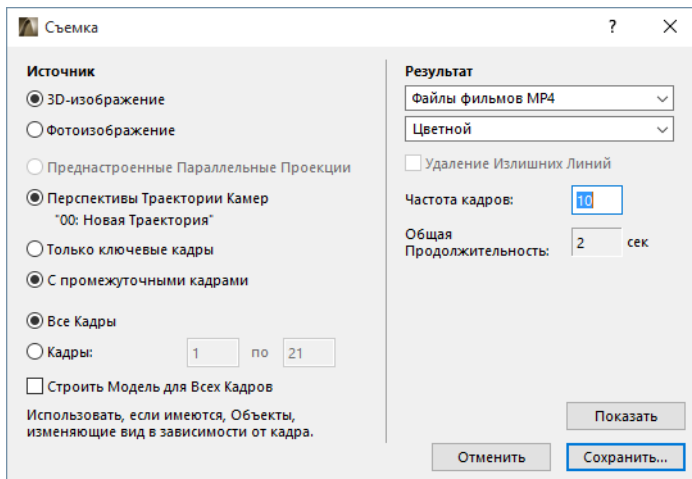 Съемка
?
Источник
3D-изображение
Фотоизображение
Преднастроенные Параллельные Проекции
Перспективы Траектории Камер
"00: Новая Траектория"
Только ключевые кадры
С промежуточными кадрами
Все Кадры
Кадры: 1 по 21
Строить Модель для Всех Кадров
Использовать, если имеются, Объекты,
изменяющие вид в зависимости от кадра.
Результат
Файлы фильмов MP4
Цветной
Удаление Излишних Линий
Частота кадров: 10
Общая
Продолжительность: 2 сек
Показать
Отменить
Сохранить...